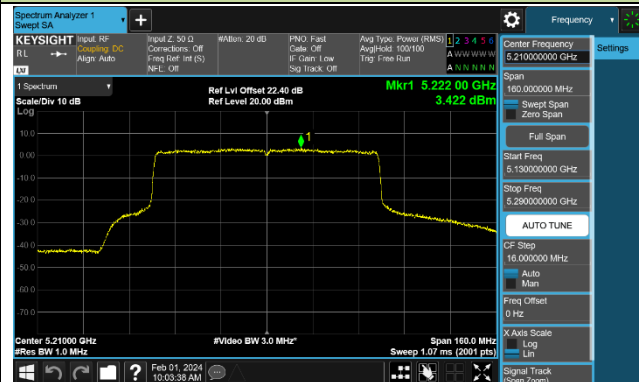 Spectrum Analyzer 1
Swept SA
Frequency
KEYSIGHT
RL
LXI
Input: RF
Coupling: DC
Align: Auto
Input Z: 50 Ω
Corrections: Off
Freq Ref: Int (S)
NFE: Off
#Atten: 20 dB
PNO: Fast
Gate: Off
IF Gain: Low
Sig Track: Off
Avg Type: Power (RMS)
Avg|Hold: 100/100
Trig: Free Run
1 2 3 4 5 6
A W W W W W
A N N N N N
1 Spectrum
Scale/Div 10 dB
Log
Ref Lvl Offset 22.40 dB
Ref Level 20.00 dBm
Mkr1 5.222 00 GHz
3.422 dBm
10.0
0.00
-10.0
-20.0
-30.0
-40.0
-50.0
-60.0
-70.0
1
Center 5.21000 GHz
#Res BW 1.0 MHz
#Video BW 3.0 MHz*
Span 160.0 MHz
Sweep 1.07 ms (2001 pts)
Feb 01, 2024
10:03:38 AM
Center Frequency
5.210000000 GHz
Settings
Span
160.000000 MHz
Swept Span
Zero Span
Full Span
Start Freq
5.130000000 GHz
Stop Freq
5.290000000 GHz
AUTO TUNE
CF Step
16.000000 MHz
Auto
Man
Freq Offset
0 Hz
X Axis Scale
Log
Lin
Signal Track
(Span Zoom)